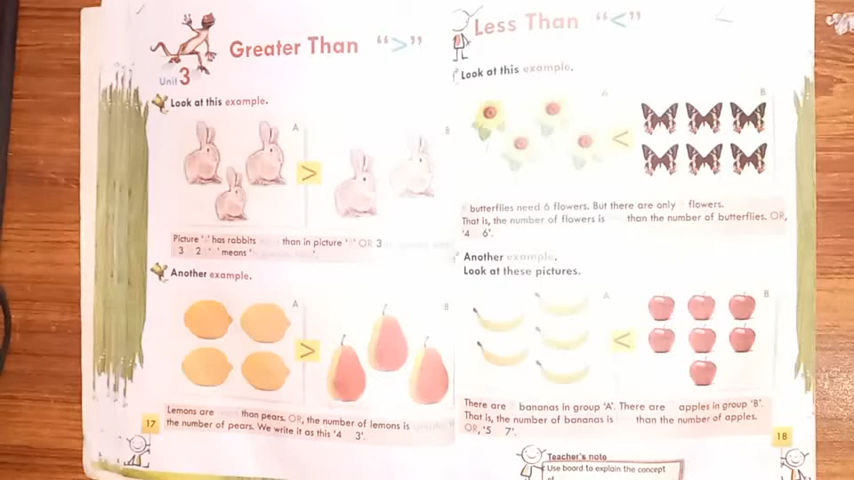 Unit 3
Greater Than ">"
Look at this example.
A
>
B
Picture ' ' has rabbits than in picture ' ' OR 3
3 2 ' ' means '
Another example.
A
>
B
Lemons are than pears. OR, the number of lemons is
the number of pears. We write it as this '4 3'.
17
Less Than "<"
Look at this example.
A
<
B
butterflies need 6 flowers. But there are only flowers.
That is, the number of flowers is than the number of butterflies. OR,
'4 6'.
Another example.
Look at these pictures.
A
<
B
There are bananas in group 'A'. There are apples in group 'B'.
That is, the number of bananas is than the number of apples.
OR, '5 7'.
18
Teacher's note
Use board to explain the concept
of